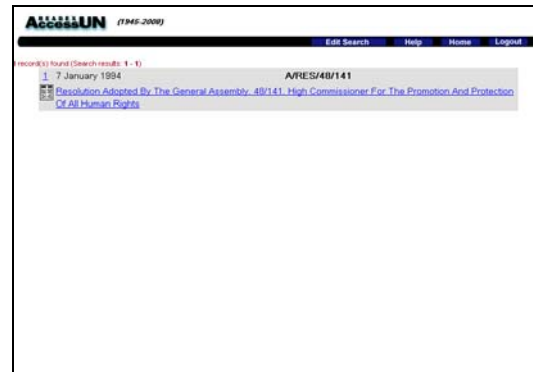 READEX
AccessUN (1945-2008)
Edit Search Help Home Logout
1 record(s) found (Search results: 1 - 1)
1 7 January 1994 A/RES/48/141
Resolution Adopted By The General Assembly. 48/141. High Commissioner For The Promotion And Protection
Of All Human Rights